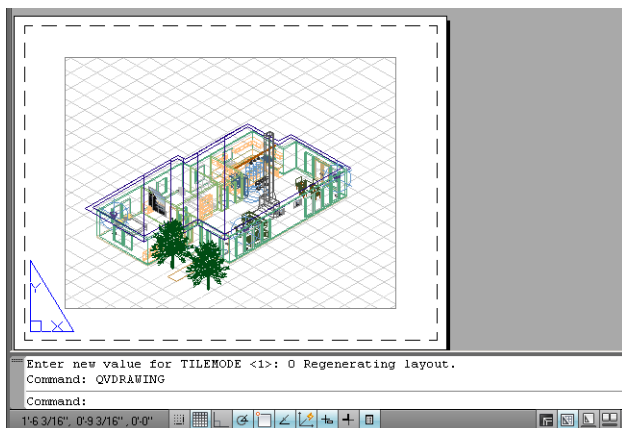 Y
X
Enter new value for TILEMODE <1>: 0 Regenerating layout.
Command: QVDRAWING
Command:
1'-6 3/16", 0'-9 3/16" , 0'-0"